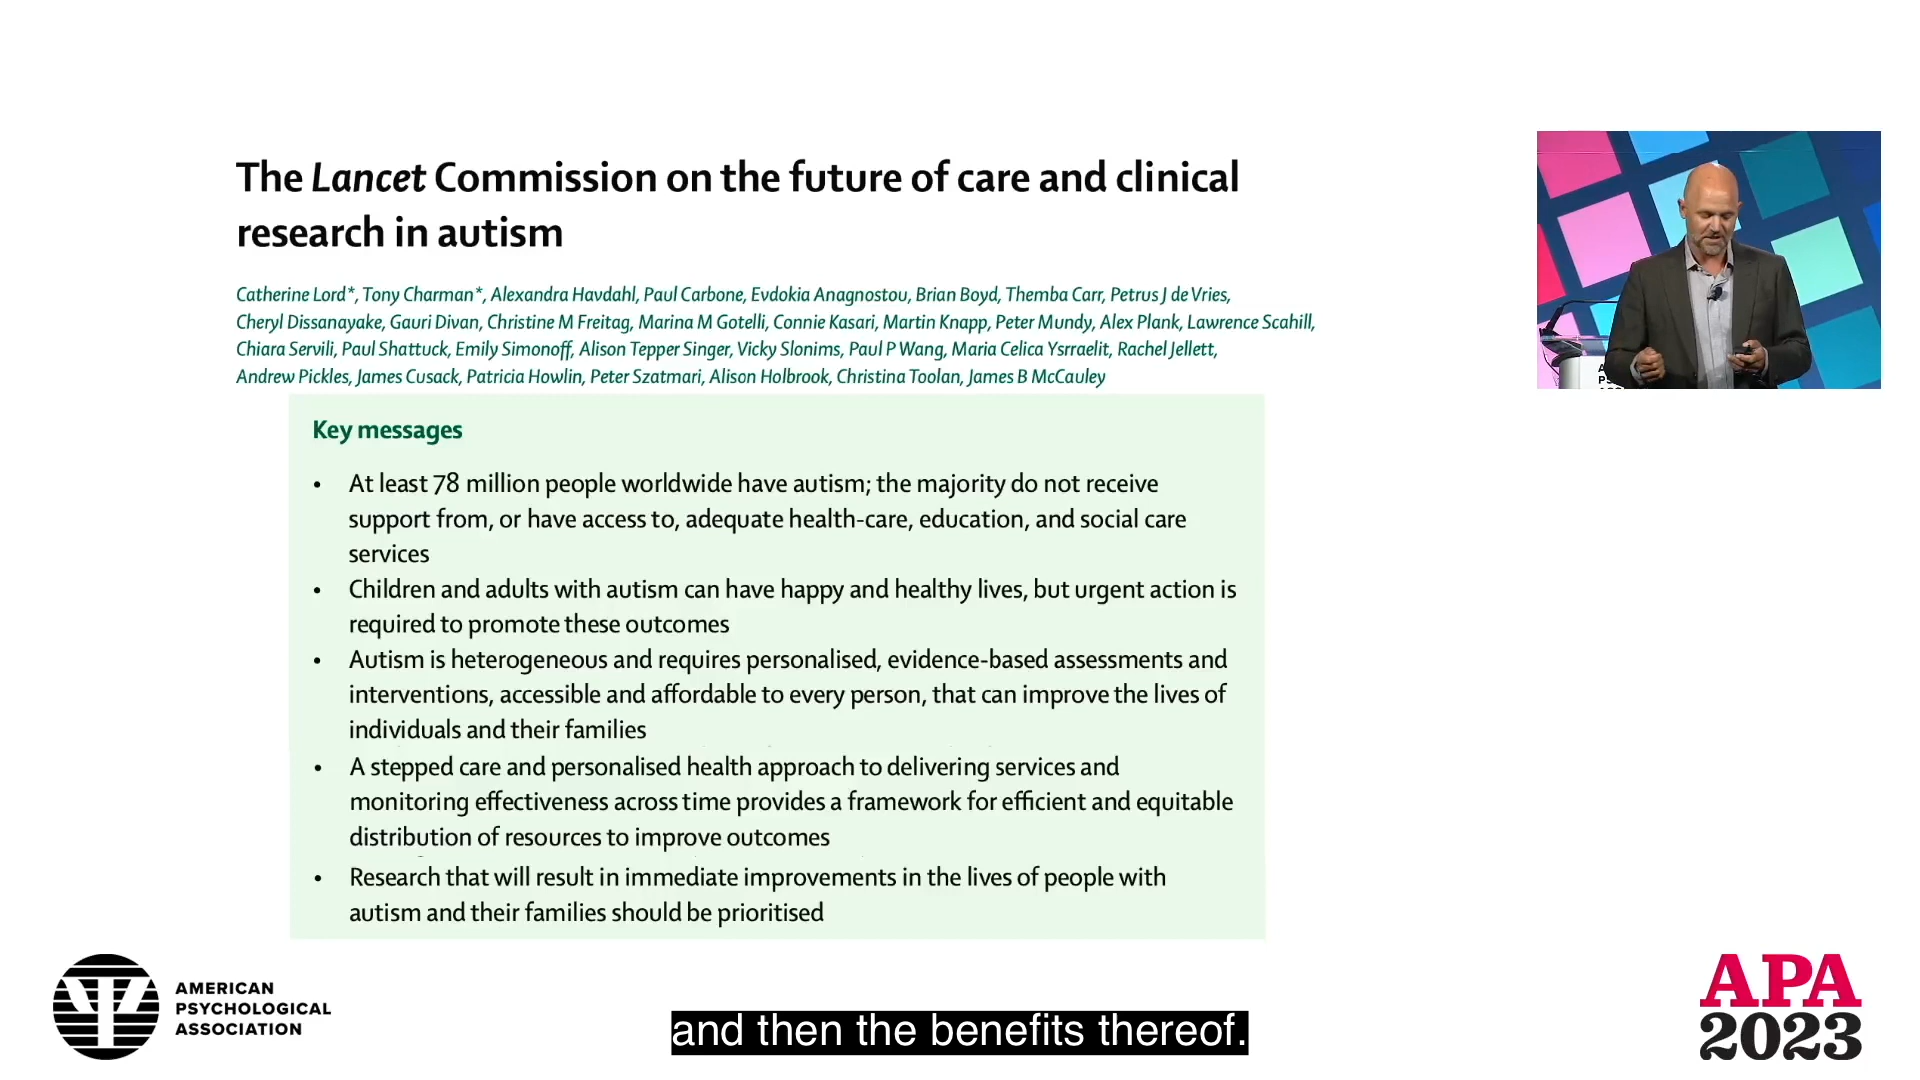 The Lancet Commission on the future of care and clinical
research in autism
Catherine Lord*, Tony Charman*, Alexandra Havdahl, Paul Carbone, Evdokia Anagnostou, Brian Boyd, Themba Carr, Petrus J de Vries,
Cheryl Dissanayake, Gauri Divan, Christine M Freitag, Marina M Gotelli, Connie Kasari, Martin Knapp, Peter Mundy, Alex Plank, Lawrence Scahill,
Chiara Servili, Paul Shattuck, Emily Simonoff, Alison Tepper Singer, Vicky Slonims, Paul P Wang, Maria Celica Ysrraelit, Rachel Jellett,
Andrew Pickles, James Cusack, Patricia Howlin, Peter Szatmari, Alison Holbrook, Christina Toolan, James B McCauley
Key messages
• At least 78 million people worldwide have autism; the majority do not receive
support from, or have access to, adequate health-care, education, and social care
services
• Children and adults with autism can have happy and healthy lives, but urgent action is
required to promote these outcomes
• Autism is heterogeneous and requires personalised, evidence-based assessments and
interventions, accessible and affordable to every person, that can improve the lives of
individuals and their families
• A stepped care and personalised health approach to delivering services and
monitoring effectiveness across time provides a framework for efficient and equitable
distribution of resources to improve outcomes
• Research that will result in immediate improvements in the lives of people with
autism and their families should be prioritised
AMERICAN
PSYCHOLOGICAL
ASSOCIATION
and then the benefits thereof.
APA
2023